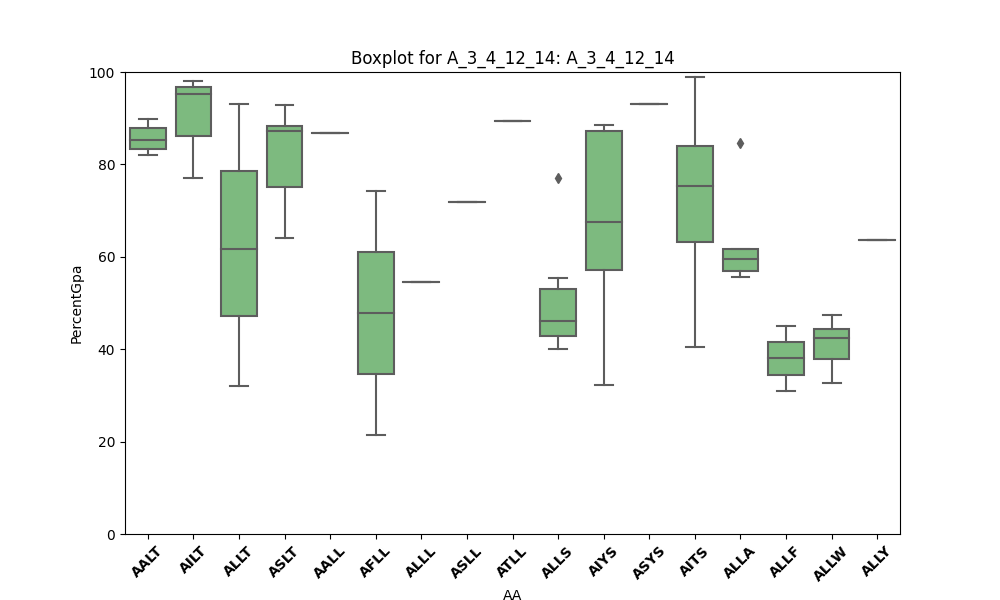 Boxplot for A_3_4_12_14: A_3_4_12_14
100
80
60
40
20
0
PercentGpa
AALT AILT ALLT ASLT AALL AFLL ALLL ASLL ATLL ALLS AIYS ASYS AITS ALLA ALLF ALLW ALLY
AA